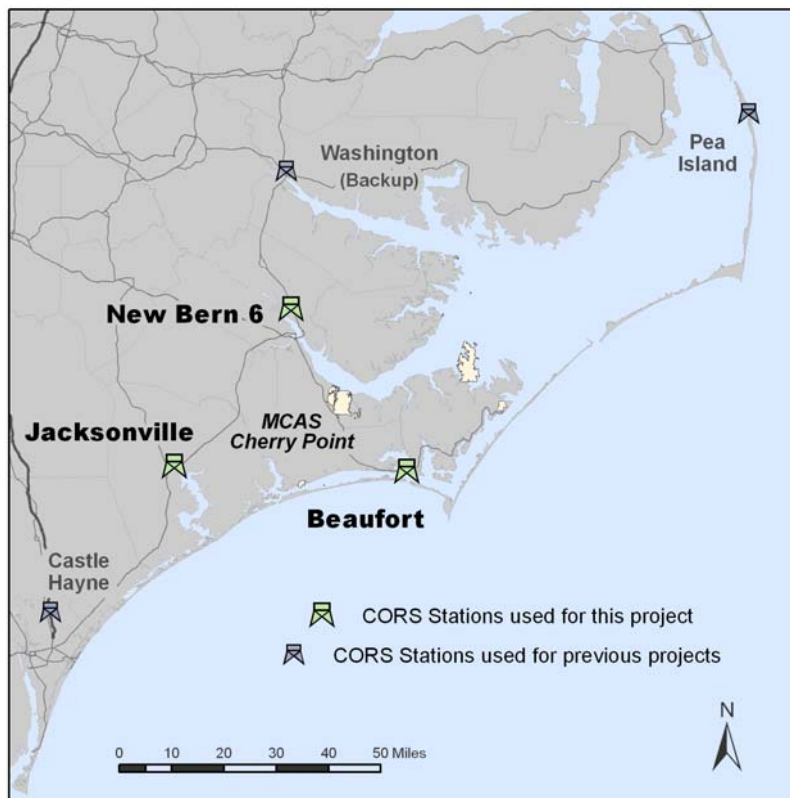 Washington
(Backup)
Pea
Island
New Bern 6
MCAS
Cherry Point
Jacksonville
Beaufort
Castle
Hayne
CORS Stations used for this project
CORS Stations used for previous projects
N
0 10 20 30 40 50 Miles